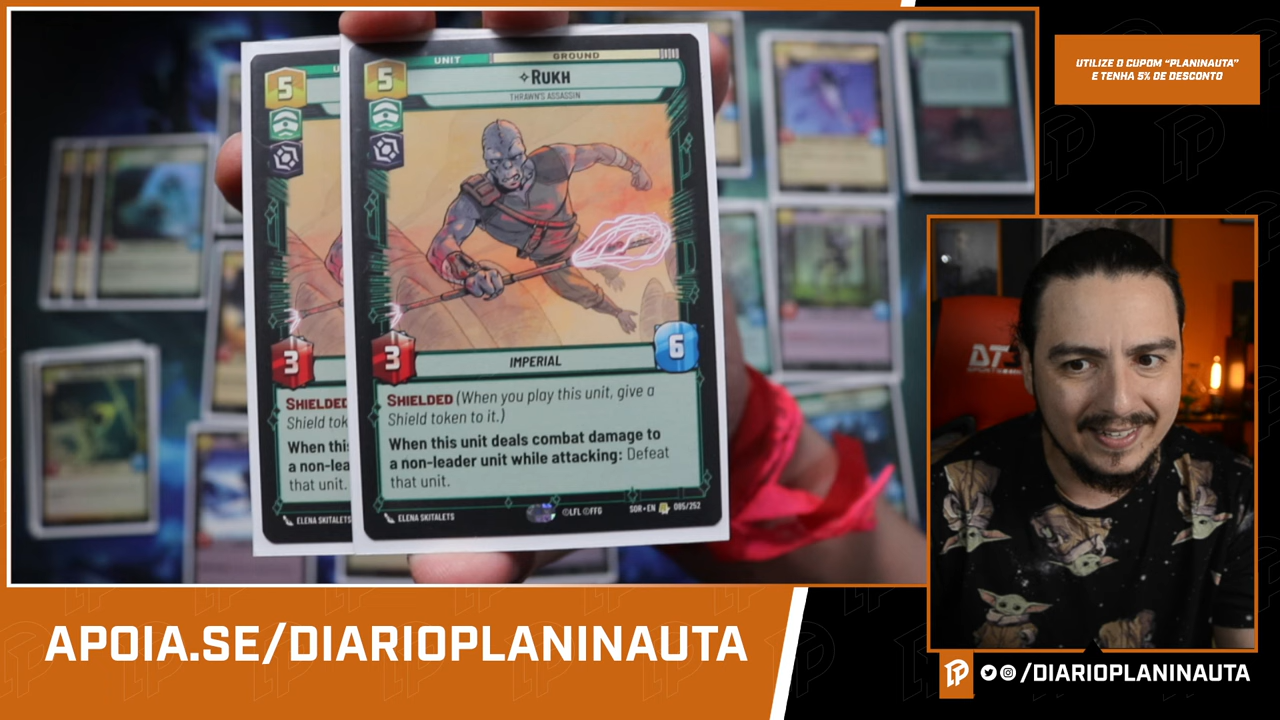 UTILIZE O CUPOM “PLANINAUTA”
E TENHA 5% DE DESCONTO
5
5
UNIT
GROUND
RUKH
THRAWN'S ASSASSIN
3
3
IMPERIAL
6
SHIELDED
Shield tok
When this
a non-lea
that unit.
ELENA SKITALETS
SHIELDED (When you play this unit, give a
Shield token to it.)
When this unit deals combat damage to
a non-leader unit while attacking: Defeat
that unit.
ELENA SKITALETS
©LFL ©FFG
SOR • EN
085/252
APOIA.SE/DIARIOPLANINAUTA
/DIARIOPLANINAUTA